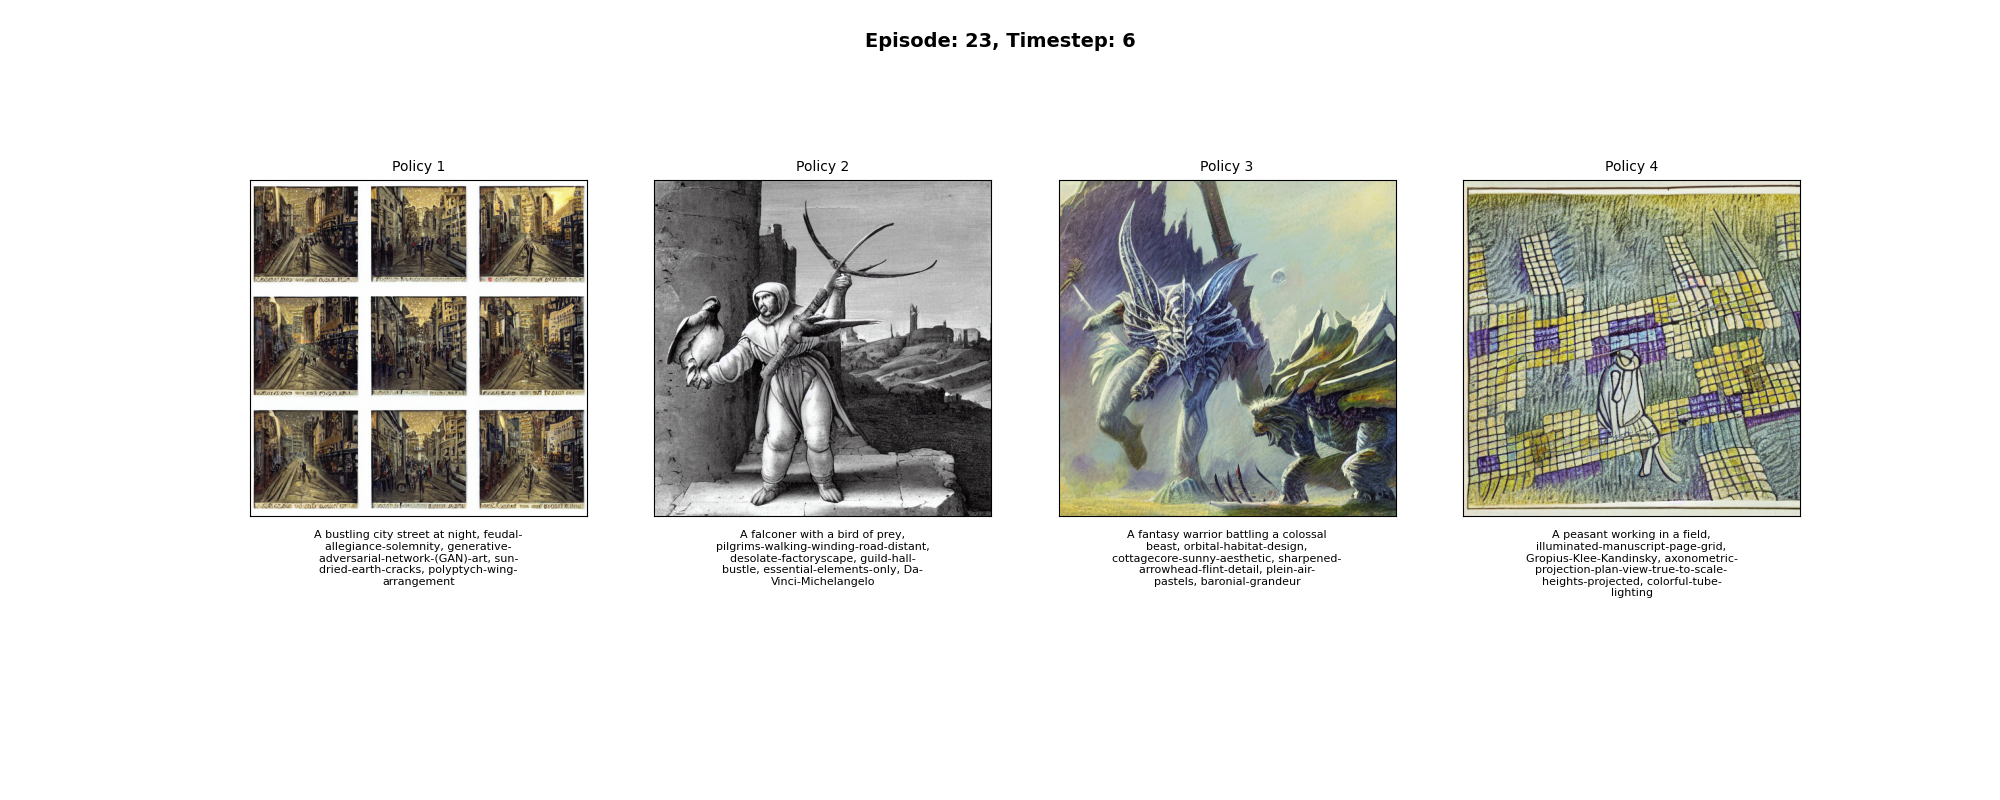 Episode: 23, Timestep: 6
Policy 1
A bustling city street at night, feudal-
allegiance-solemnity, generative-
adversarial-network-(GAN)-art, sun-
dried-earth-cracks, polyptych-wing-
arrangement
Policy 2
A falconer with a bird of prey,
pilgrims-walking-winding-road-distant,
desolate-factoryscape, guild-hall-
bustle, essential-elements-only, Da-
Vinci-Michelangelo
Policy 3
A fantasy warrior battling a colossal
beast, orbital-habitat-design,
cottagecore-sunny-aesthetic, sharpened-
arrowhead-flint-detail, plein-air-
pastels, baronial-grandeur
Policy 4
A peasant working in a field,
illuminated-manuscript-page-grid,
Gropius-Klee-Kandinsky, axonometric-
projection-plan-view-true-to-scale-
heights-projected, colorful-tube-
lighting